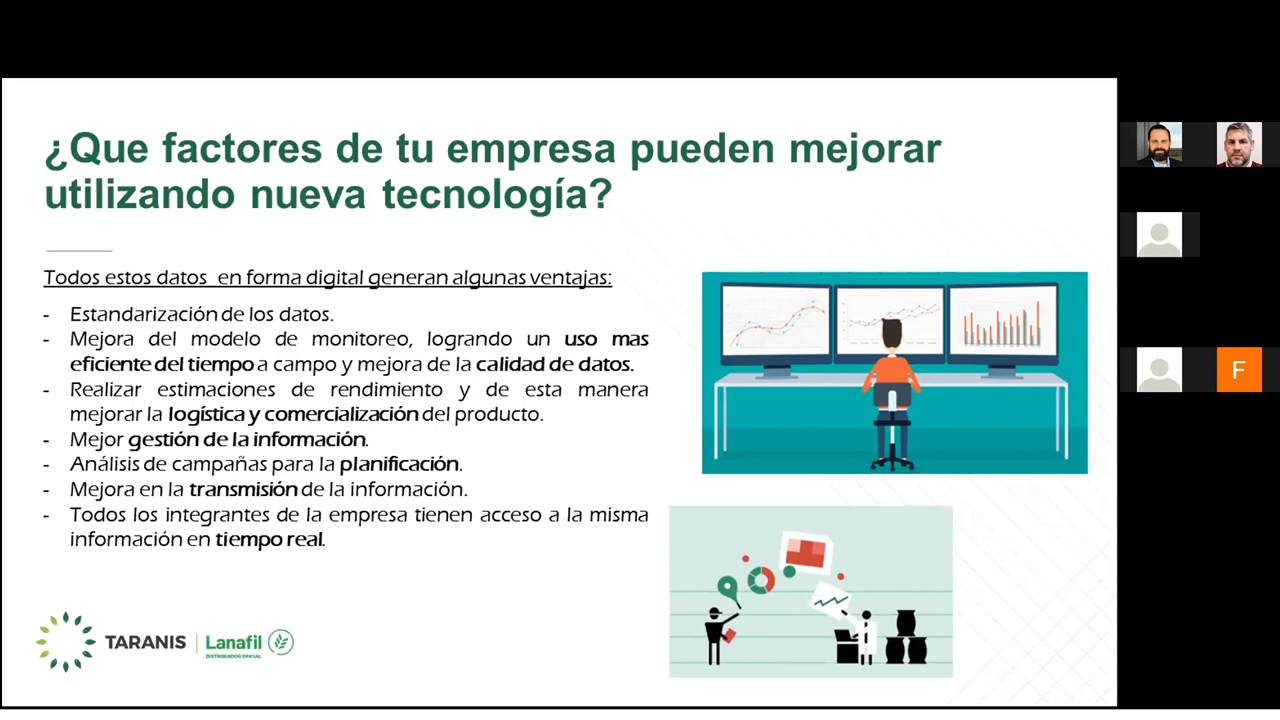 ¿Que factores de tu empresa pueden mejorar
utilizando nueva tecnología?
Todos estos datos en forma digital generan algunas ventajas:
- Estandarización de los datos.
- Mejora del modelo de monitoreo, logrando un uso mas
eficiente del tiempo a campo y mejora de la calidad de datos.
- Realizar estimaciones de rendimiento y de esta manera
mejorar la logística y comercialización del producto.
- Mejor gestión de la información.
- Análisis de campañas para la planificación.
- Mejora en la transmisión de la información.
- Todos los integrantes de la empresa tienen acceso a la misma
información en tiempo real.
TARANIS | Lanafil
DISTRIBUIDOR OFICIAL
F